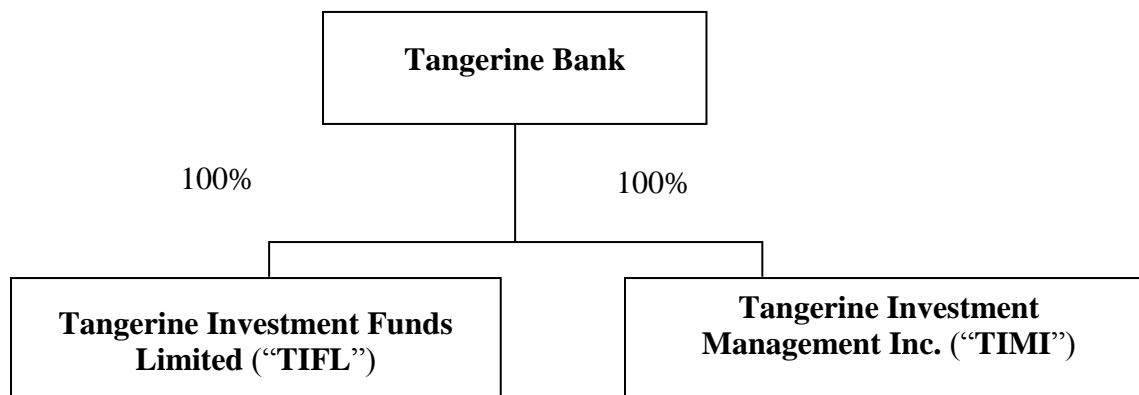 Tangerine Bank
100%
100%
Tangerine Investment Funds
Limited (“TIFL”)
Tangerine Investment
Management Inc. (“TIMI”)